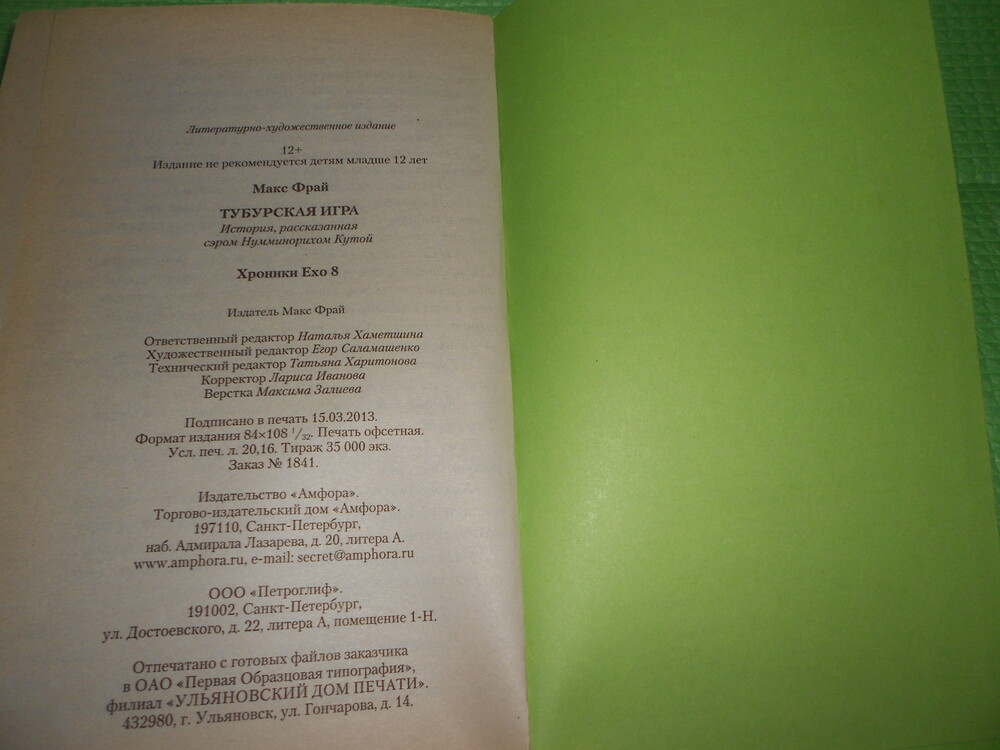 Литературно-художественное издание
12+
Издание не рекомендуется детям младше 12 лет
Макс Фрай
ТУБУРСКАЯ ИГРА
История, рассказанная
сэром Нумминорихом Кутой
Хроники Ехо 8
Издатель Макс Фрай
Ответственный редактор Наталья Хаметшина
Художественный редактор Егор Саламашенко
Технический редактор Татьяна Харитонова
Корректор Лариса Иванова
Верстка Максима Залиева
Подписано в печать 15.03.2013.
Формат издания 84×108 1/32. Печать офсетная.
Усл. печ. л. 20,16. Тираж 35 000 экз.
Заказ № 1841.
Издательство «Амфора».
Торгово-издательский дом «Амфора».
197110, Санкт-Петербург,
наб. Адмирала Лазарева, д. 20, литера А.
www.amphora.ru, e-mail: secret@amphora.ru
ООО «Петроглиф».
191002, Санкт-Петербург,
ул. Достоевского, д. 22, литера А, помещение 1-Н.
Отпечатано с готовых файлов заказчика
в ОАО «Первая Образцовая типография»,
филиал «УЛЬЯНОВСКИЙ ДОМ ПЕЧАТИ».
432980, г. Ульяновск, ул. Гончарова, д. 14.